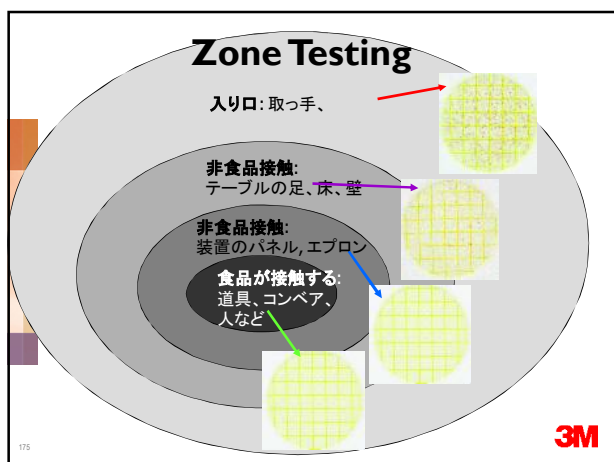 Zone Testing
入り口: 取っ手、
非食品接触:
テーブルの足、床、壁
非食品接触:
装置のパネル, エプロン
食品が接触する:
道具、コンベア、
人など
175
3M